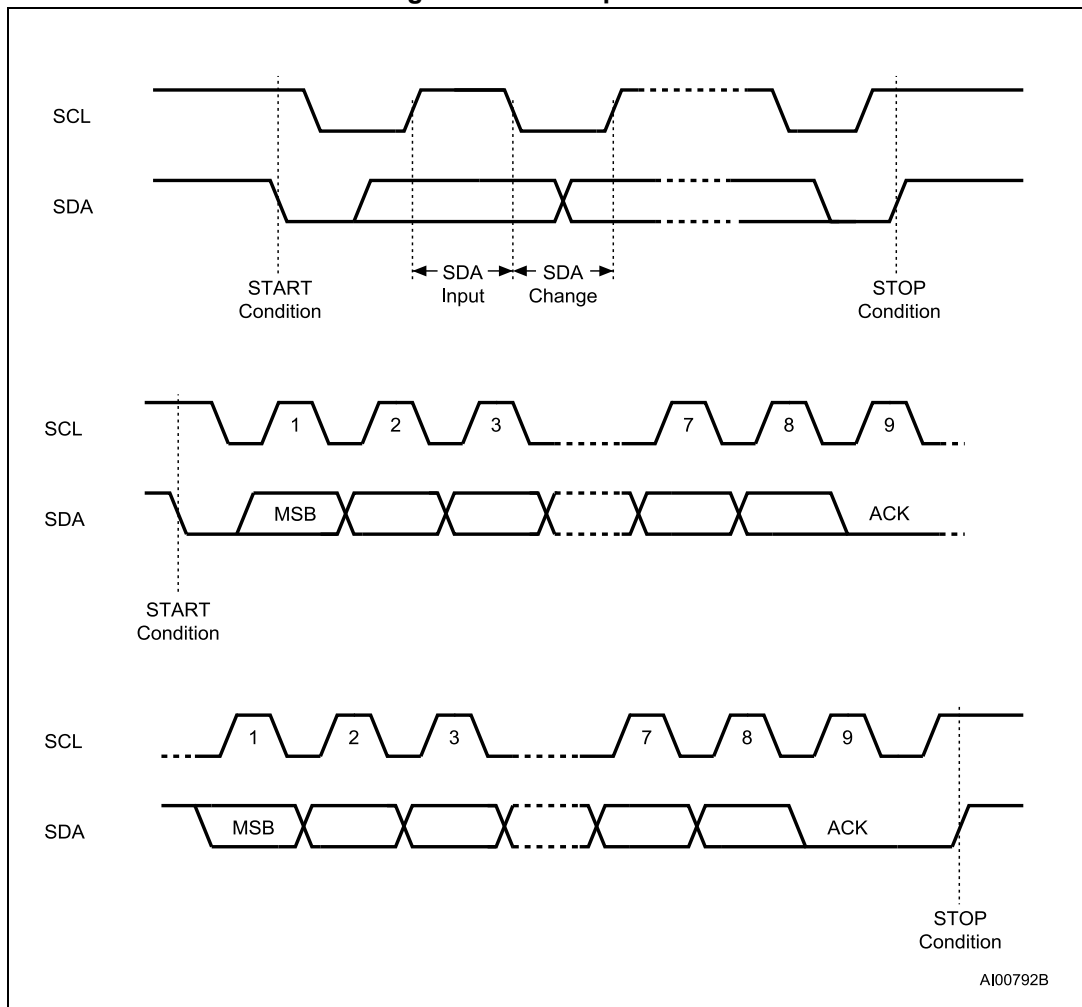 SCL
SDA
SDA
Input
SDA
Change
START
Condition
STOP
Condition
SCL
1
2
3
7
8
9
SDA
MSB
ACK
START
Condition
SCL
1
2
3
7
8
9
SDA
MSB
ACK
STOP
Condition
AI00792B